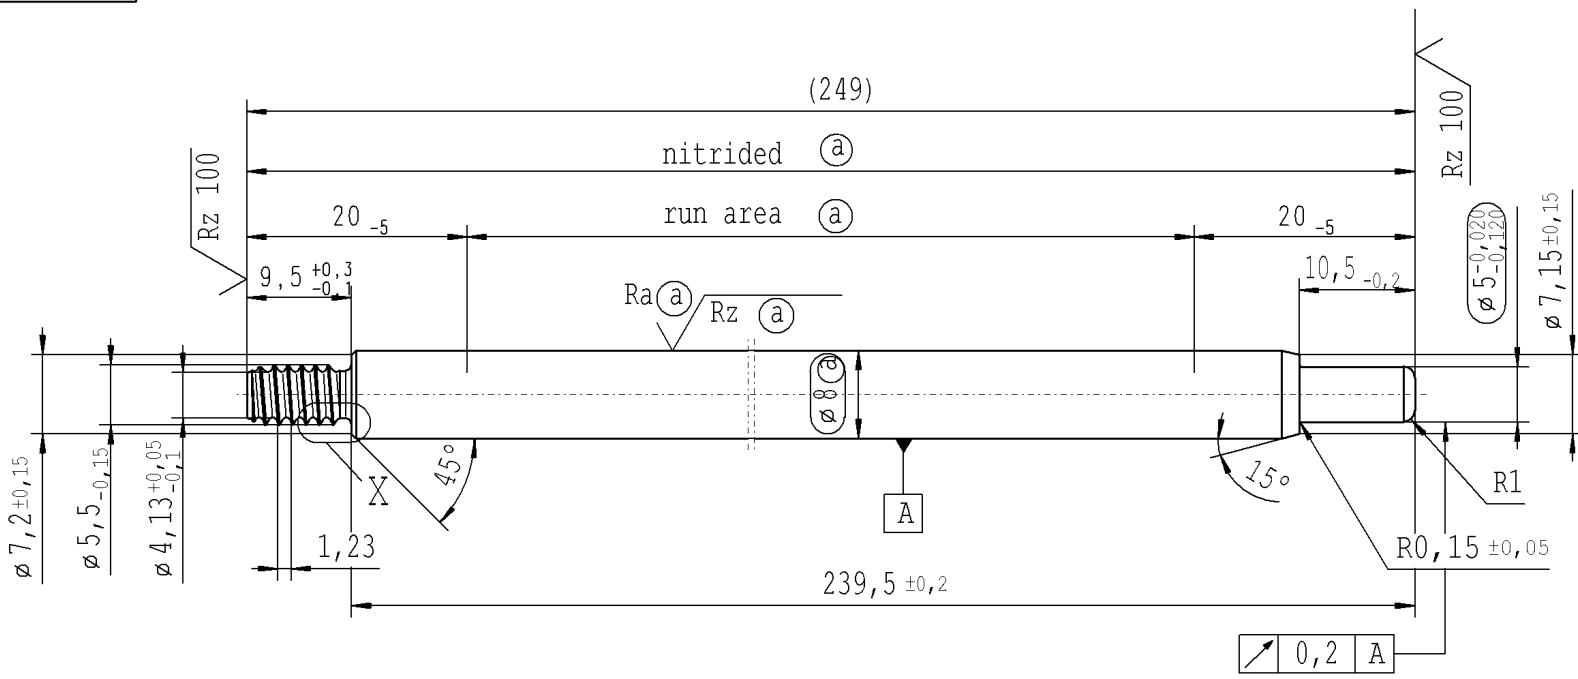 (249)
Rz 100
nitrided a
Rz 100
20 -5
run area a
20 -5
9,5 +0,3 -0,1
10,5 -0,2
ø 5 -0,020 -0,120
ø 7,15 ±0,15
Ra a
Rz a
ø 8 a
ø 7,2 ±0,15
ø 5,5 -0,15
ø 4,13 +0,05 -0,1
X
45°
15°
R1
A
1,23
R0,15 ±0,05
239,5 ±0,2
0,2 A